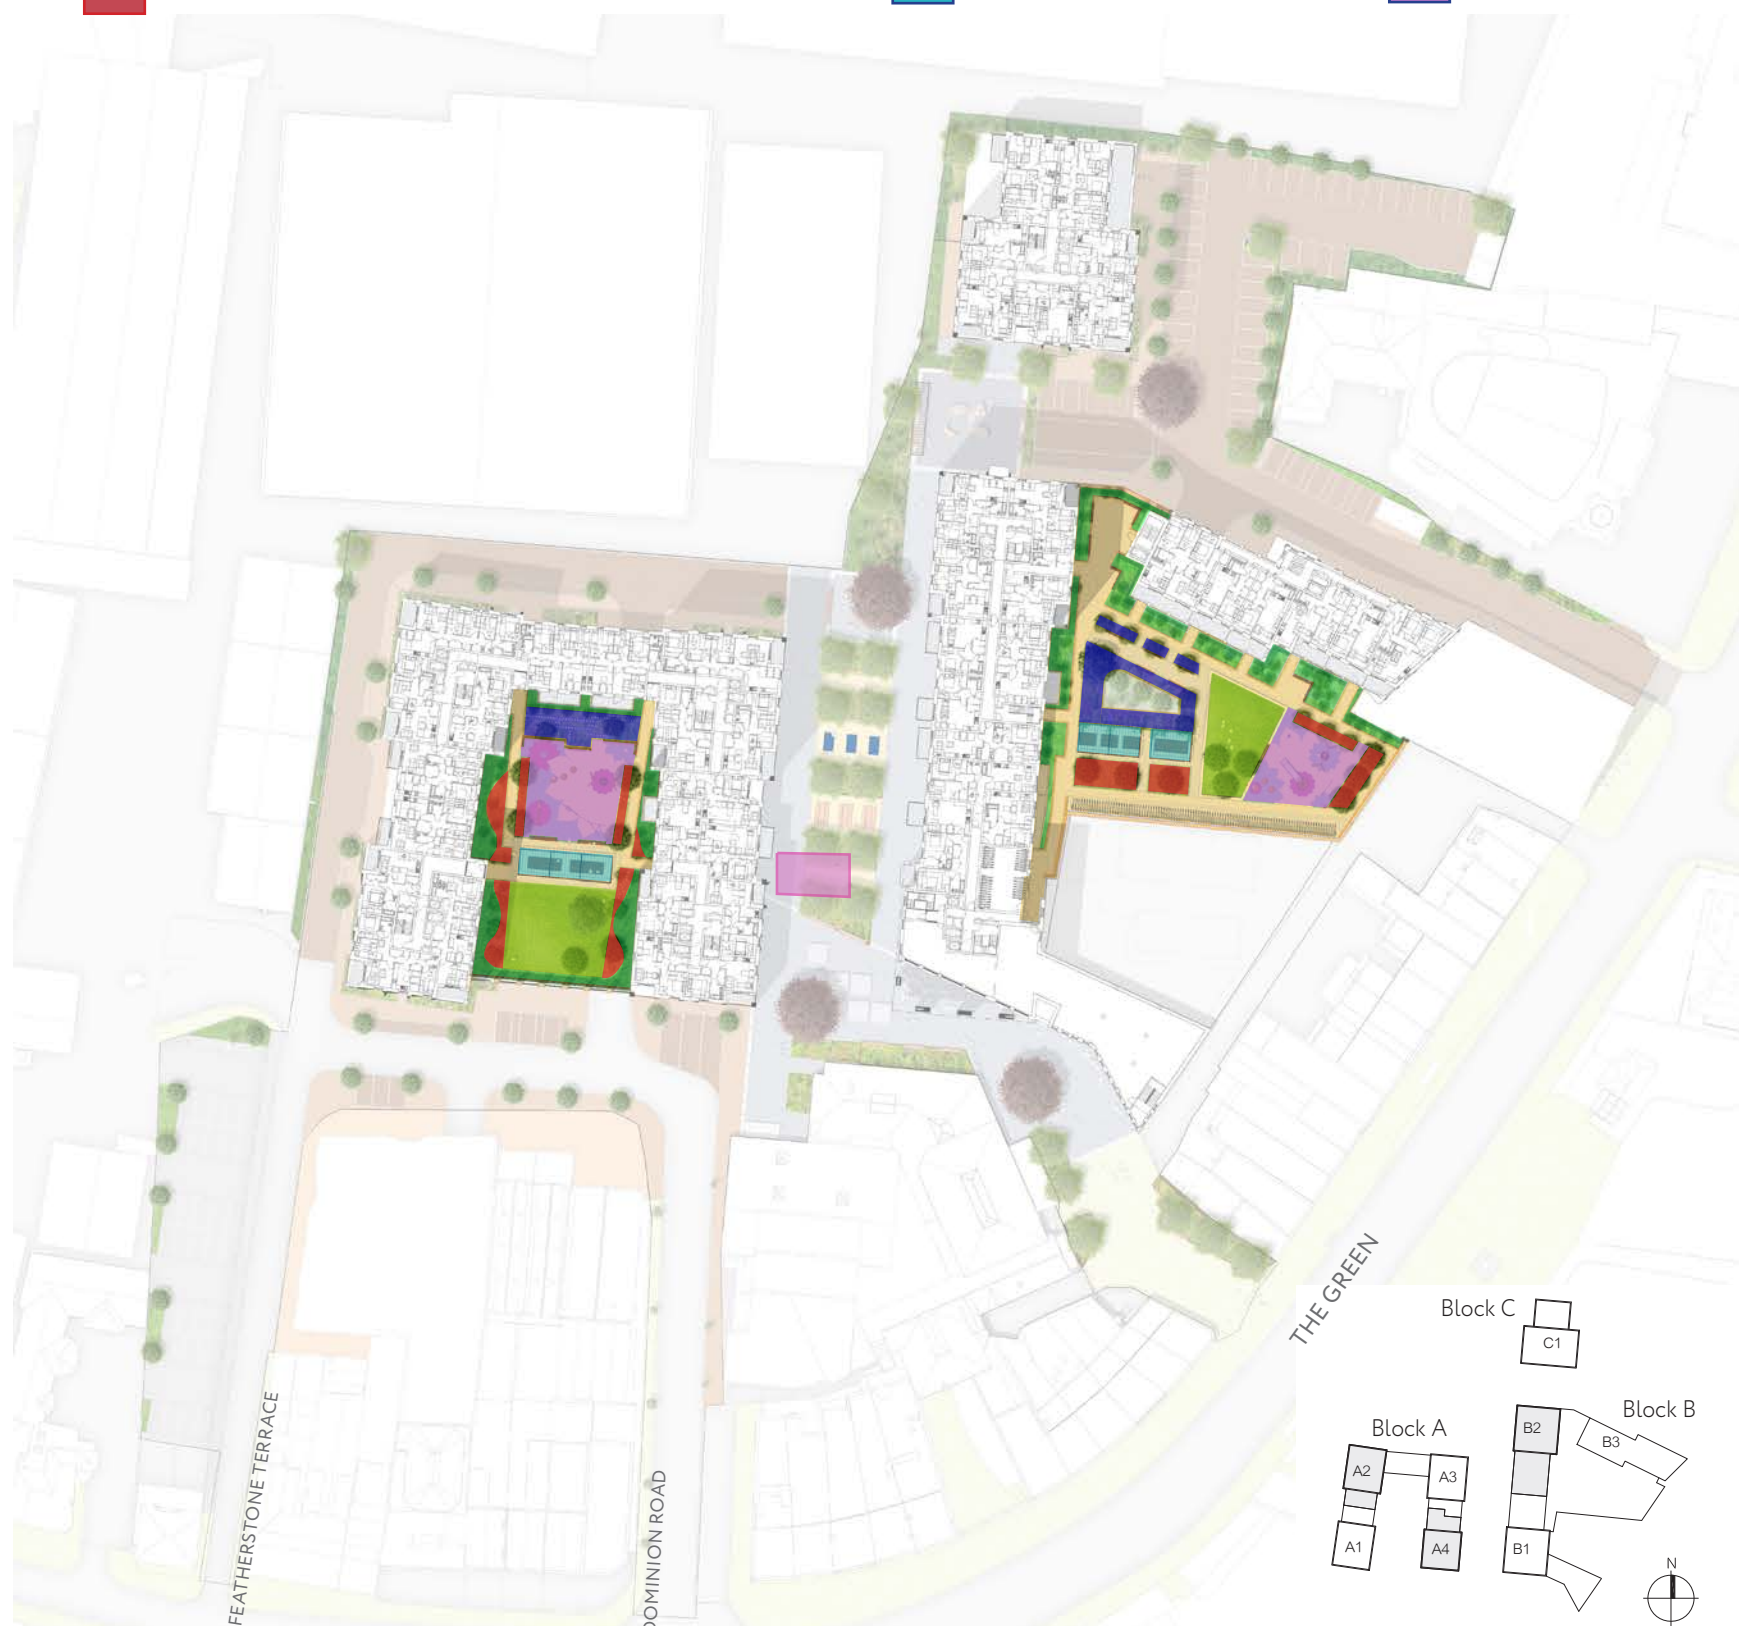 THE GREEN
Block C
C1
Block B
B2
B3
Block A
A2
A3
A1
A4
B1
N
FEATHERSTONE TERRACE
DOMINION ROAD